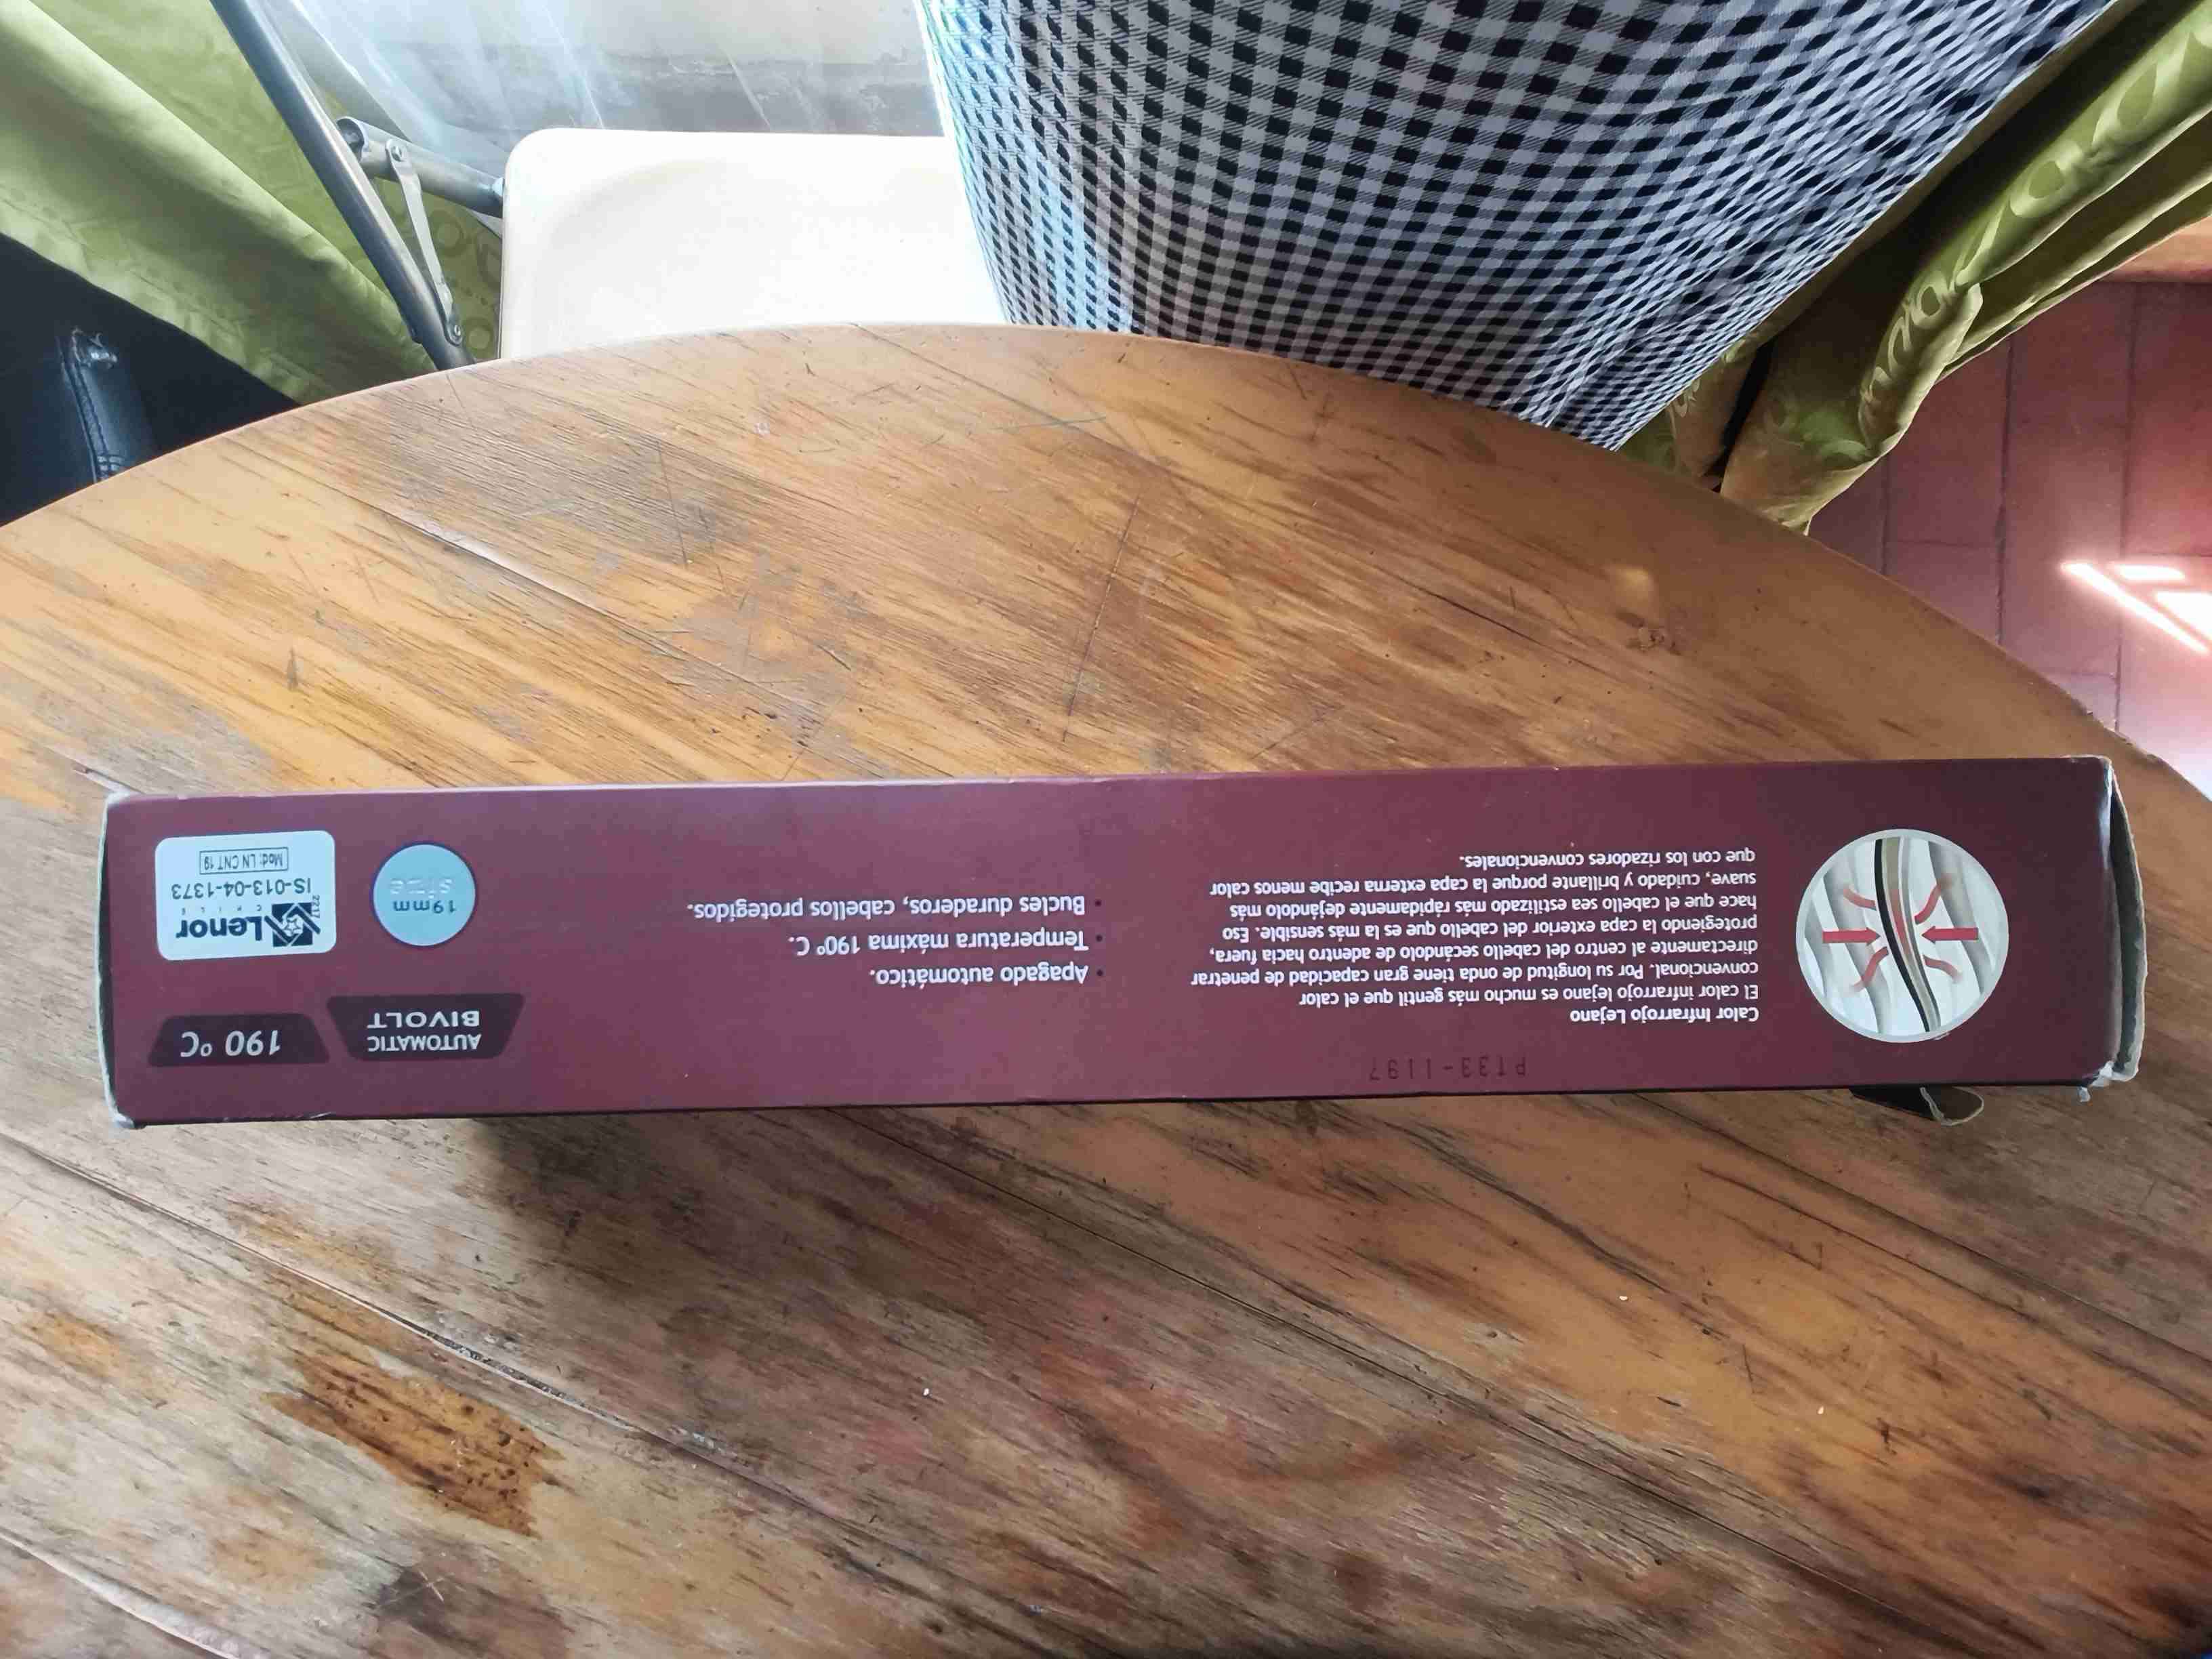 PT33-1197
Calor Infrarrojo Lejano
El calor infrarrojo lejano es mucho más gentil que el calor
convencional. Por su longitud de onda tiene gran capacidad de penetrar
directamente al centro del cabello secándolo de adentro hacia fuera,
protegiendo la capa exterior del cabello que es la más sensible. Eso
hace que el cabello sea estilizado más rápidamente dejándolo más
suave, cuidado y brillante porque la capa externa recibe menos calor
que con los rizadores convencionales.
• Apagado automático.
• Temperatura máxima 190º C.
• Bucles duraderos, cabellos protegidos.
AUTOMATIC
BIVOLT
190 ºC
19mm
size
2217
Lenor
CHILE
IS-013-04-1373
Mod: LN CNT 19